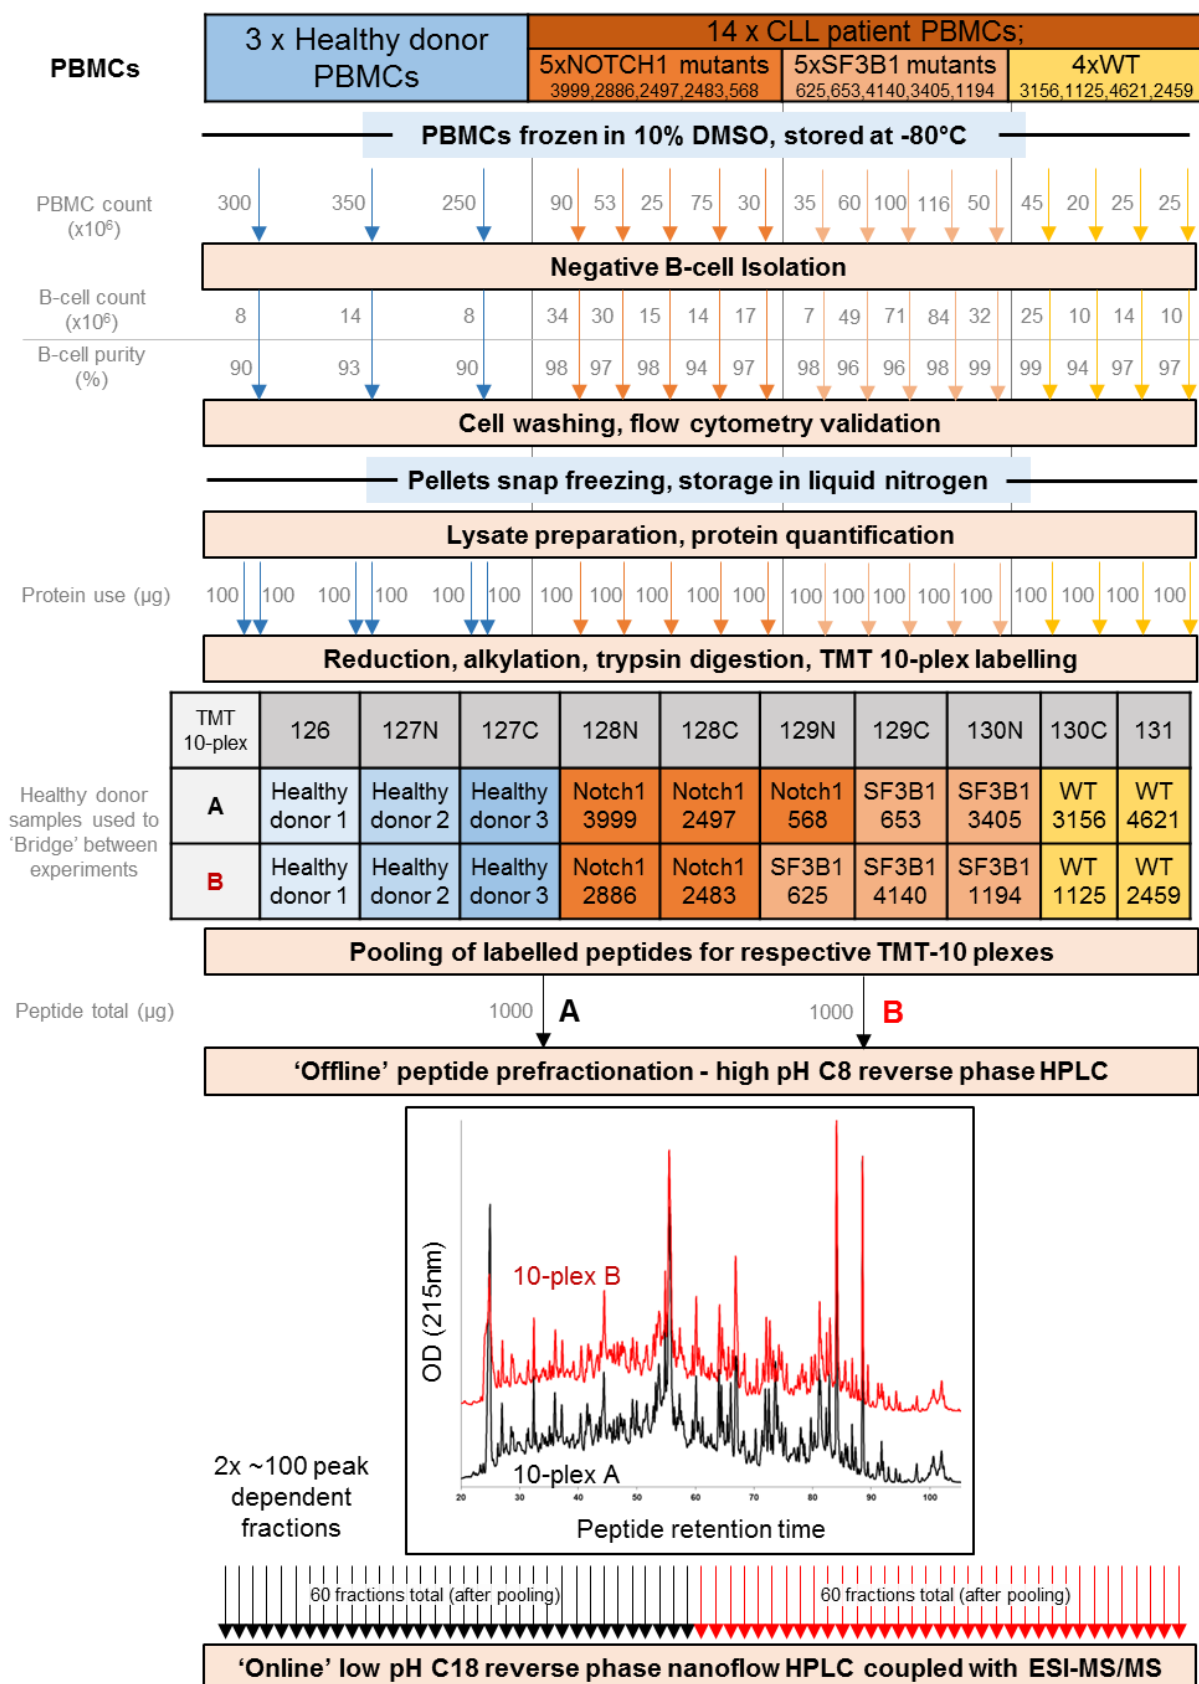 PBMCs
3 x Healthy donor
PBMCs
14 x CLL patient PBMCs;
5xNOTCH1 mutants
3999,2886,2497,2483,568
5xSF3B1 mutants
625,653,4140,3405,1194
4xWT
3156,1125,4621,2459
PBMCs frozen in 10% DMSO, stored at -80°C
PBMC count
(x10⁶)
300 350 250 90 53 25 75 30 35 60 100 116 50 45 20 25 25
Negative B-cell Isolation
B-cell count
(x10⁶)
8 14 8 34 30 15 14 17 7 49 71 84 32 25 10 14 10
B-cell purity
(%)
90 93 90 98 97 98 94 97 98 96 96 98 99 99 94 97 97
Cell washing, flow cytometry validation
Pellets snap freezing, storage in liquid nitrogen
Lysate preparation, protein quantification
Protein use (µg)
100 100 100 100 100 100 100 100 100 100 100 100 100 100 100 100 100 100 100 100
Reduction, alkylation, trypsin digestion, TMT 10-plex labelling
TMT
10-plex
126 127N 127C 128N 128C 129N 129C 130N 130C 131
Healthy donor
samples used to
‘Bridge’ between
experiments
A
Healthy
donor 1
Healthy
donor 2
Healthy
donor 3
Notch1
3999
Notch1
2497
Notch1
568
SF3B1
653
SF3B1
3405
WT
3156
WT
4621
B
Healthy
donor 1
Healthy
donor 2
Healthy
donor 3
Notch1
2886
Notch1
2483
SF3B1
625
SF3B1
4140
SF3B1
1194
WT
1125
WT
2459
Pooling of labelled peptides for respective TMT-10 plexes
Peptide total (µg)
1000 A
1000 B
‘Offline’ peptide prefractionation - high pH C8 reverse phase HPLC
OD (215nm)
10-plex B
10-plex A
20 30 40 50 60 70 80 90 100
Peptide retention time
2x ~100 peak
dependent
fractions
60 fractions total (after pooling)
60 fractions total (after pooling)
‘Online’ low pH C18 reverse phase nanoflow HPLC coupled with ESI-MS/MS